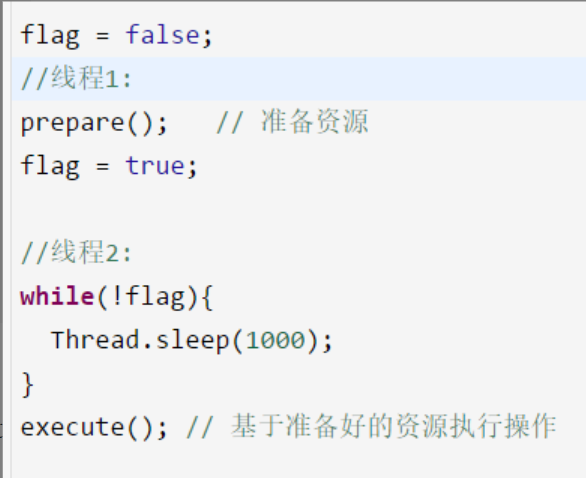 flag = false;
//线程1:
prepare();   // 准备资源
flag = true;
//线程2:
while(!flag){
  Thread.sleep(1000);
}
execute(); // 基于准备好的资源执行操作